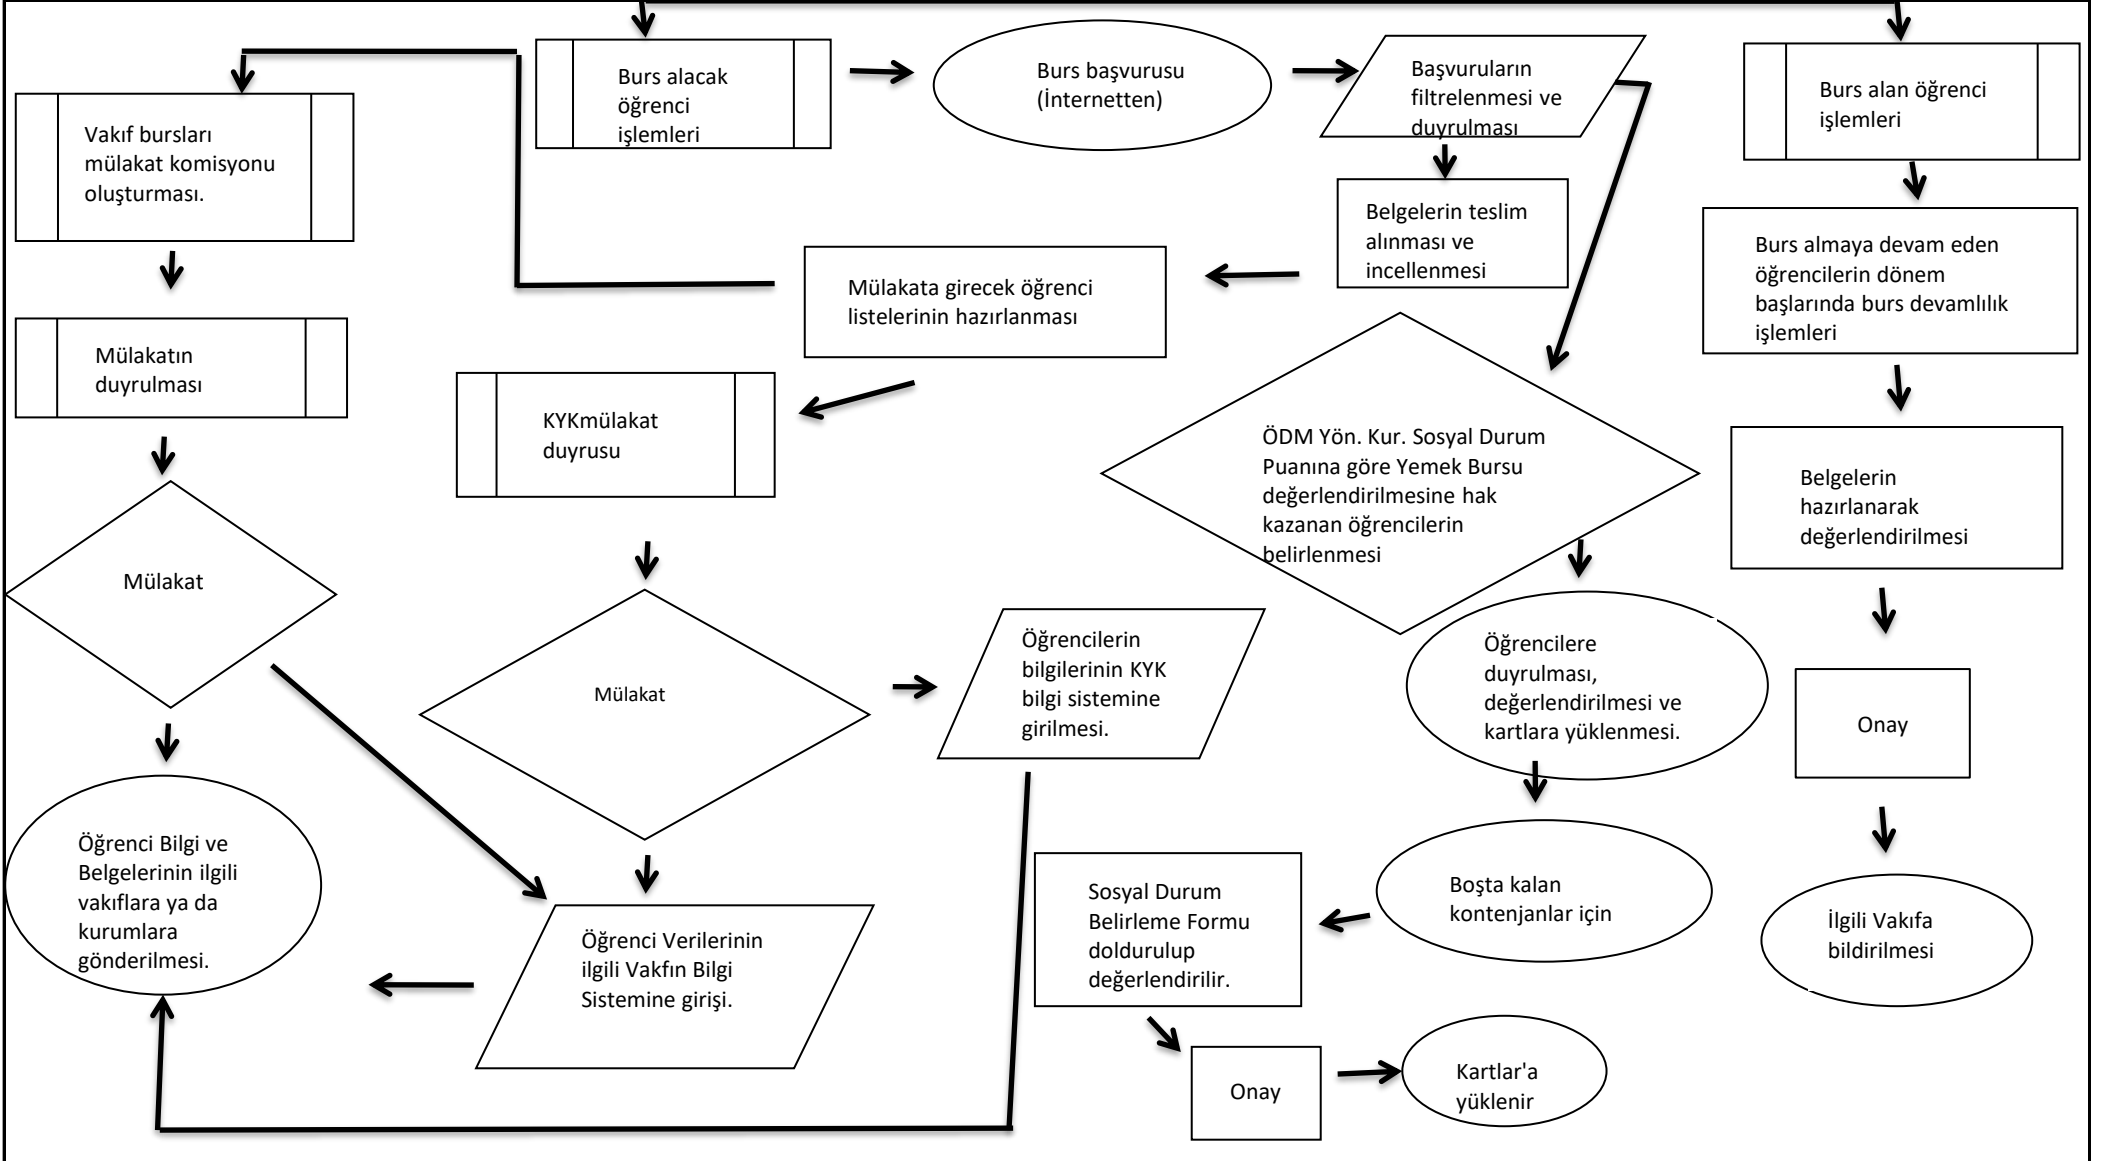 Burs alacak
öğrenci
işlemleri
Burs başvurusu
(İnternetten)
Başvuruların
filtrelenmesi ve
duyrulması
Burs alan öğrenci
işlemleri
Vakıf bursları
mülakat komisyonu
oluşturması.
Belgelerin teslim
alınması ve
incellenmesi
Burs almaya devam eden
öğrencilerin dönem
başlarında burs devamlılık
işlemleri
Mülakata girecek öğrenci
listelerinin hazırlanması
Mülakatın
duyrulması
KYKmülakat
duyrusu
ÖDM Yön. Kur. Sosyal Durum
Puanına göre Yemek Bursu
değerlendirilmesine hak
kazanan öğrencilerin
belirlenmesi
Belgelerin
hazırlanarak
değerlendirilmesi
Mülakat
Mülakat
Öğrencilerin
bilgilerinin KYK
bilgi sistemine
girilmesi.
Öğrencilere
duyrulması,
değerlendirilmesi ve
kartlara yüklenmesi.
Onay
Öğrenci Bilgi ve
Belgelerinin ilgili
vakıflara ya da
kurumlara
gönderilmesi.
Öğrenci Verilerinin
ilgili Vakfın Bilgi
Sistemine girişi.
Sosyal Durum
Belirleme Formu
doldurulup
değerlendirilir.
Boşta kalan
kontenjanlar için
İlgili Vakıfa
bildirilmesi
Onay
Kartlar'a
yüklenir